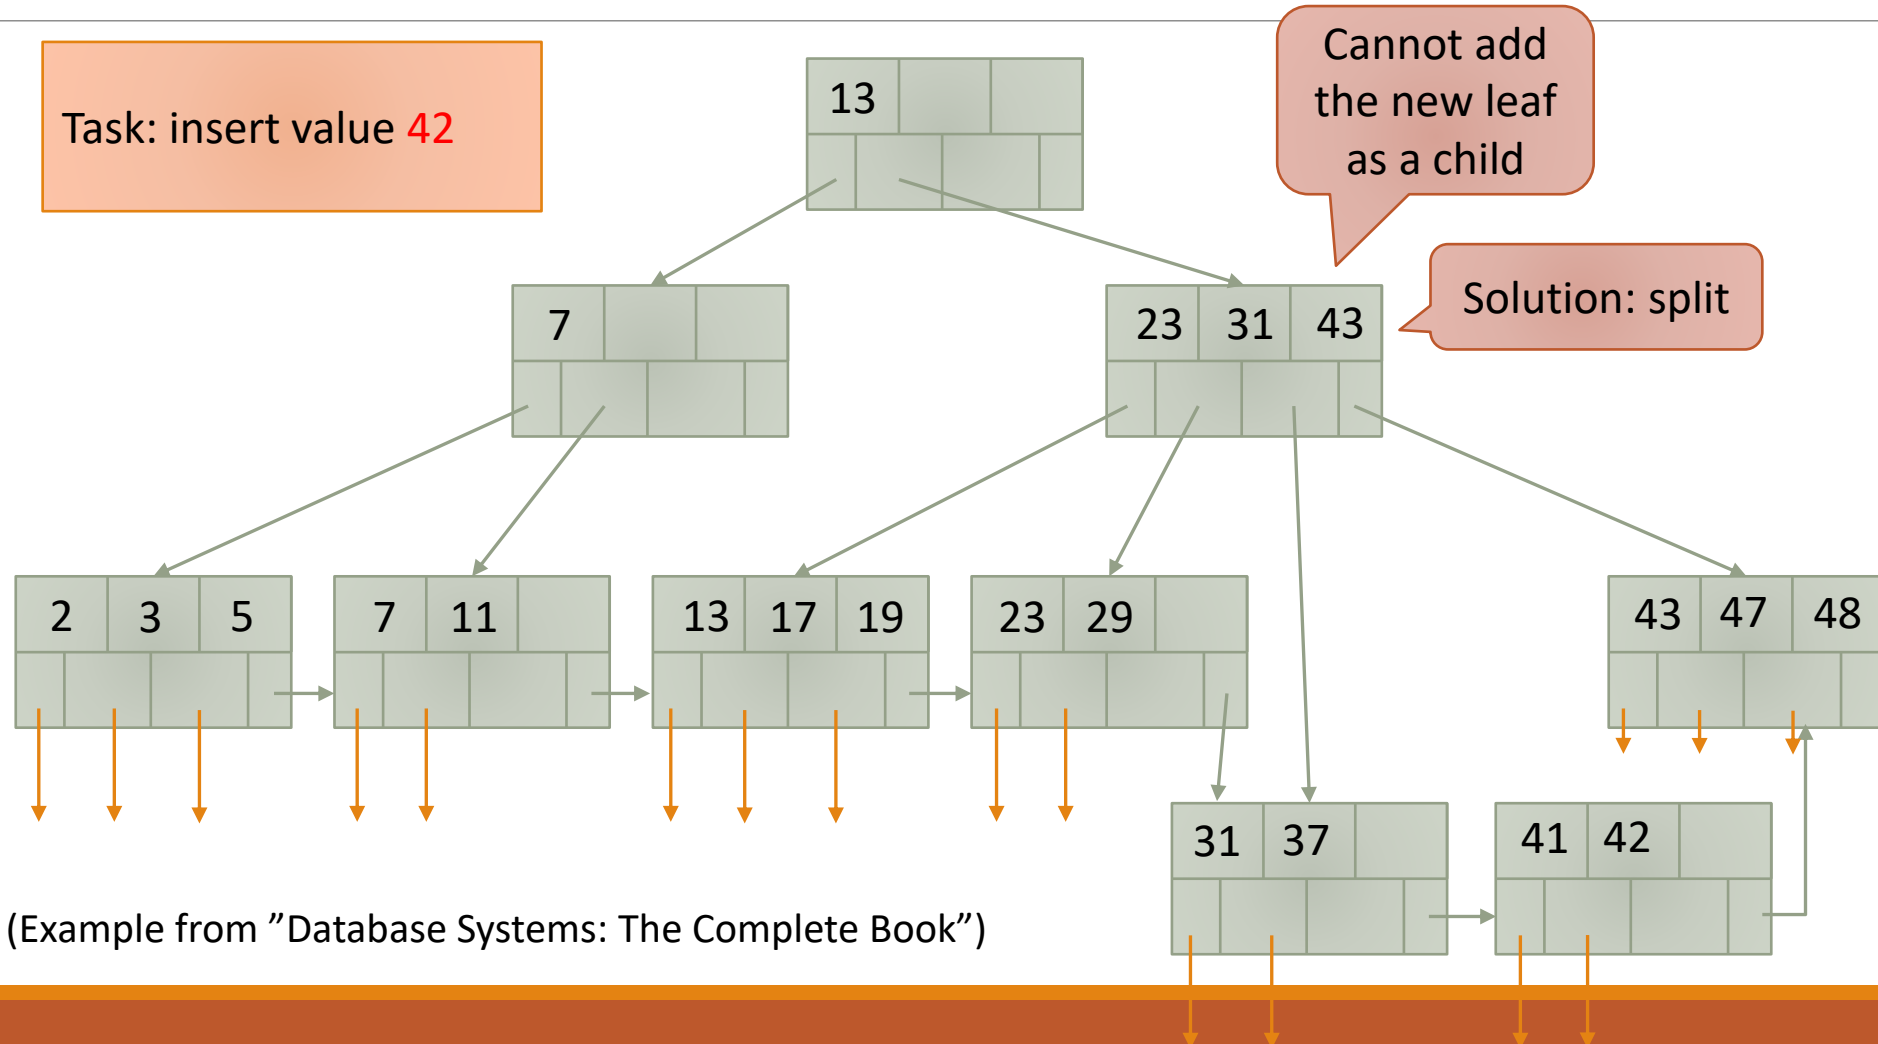 Task: insert value 42
13
Cannot add
the new leaf
as a child
Solution: split
7
23 31 43
2 3 5
7 11
13 17 19
23 29
43 47 48
31 37
41 42
(Example from ”Database Systems: The Complete Book”)